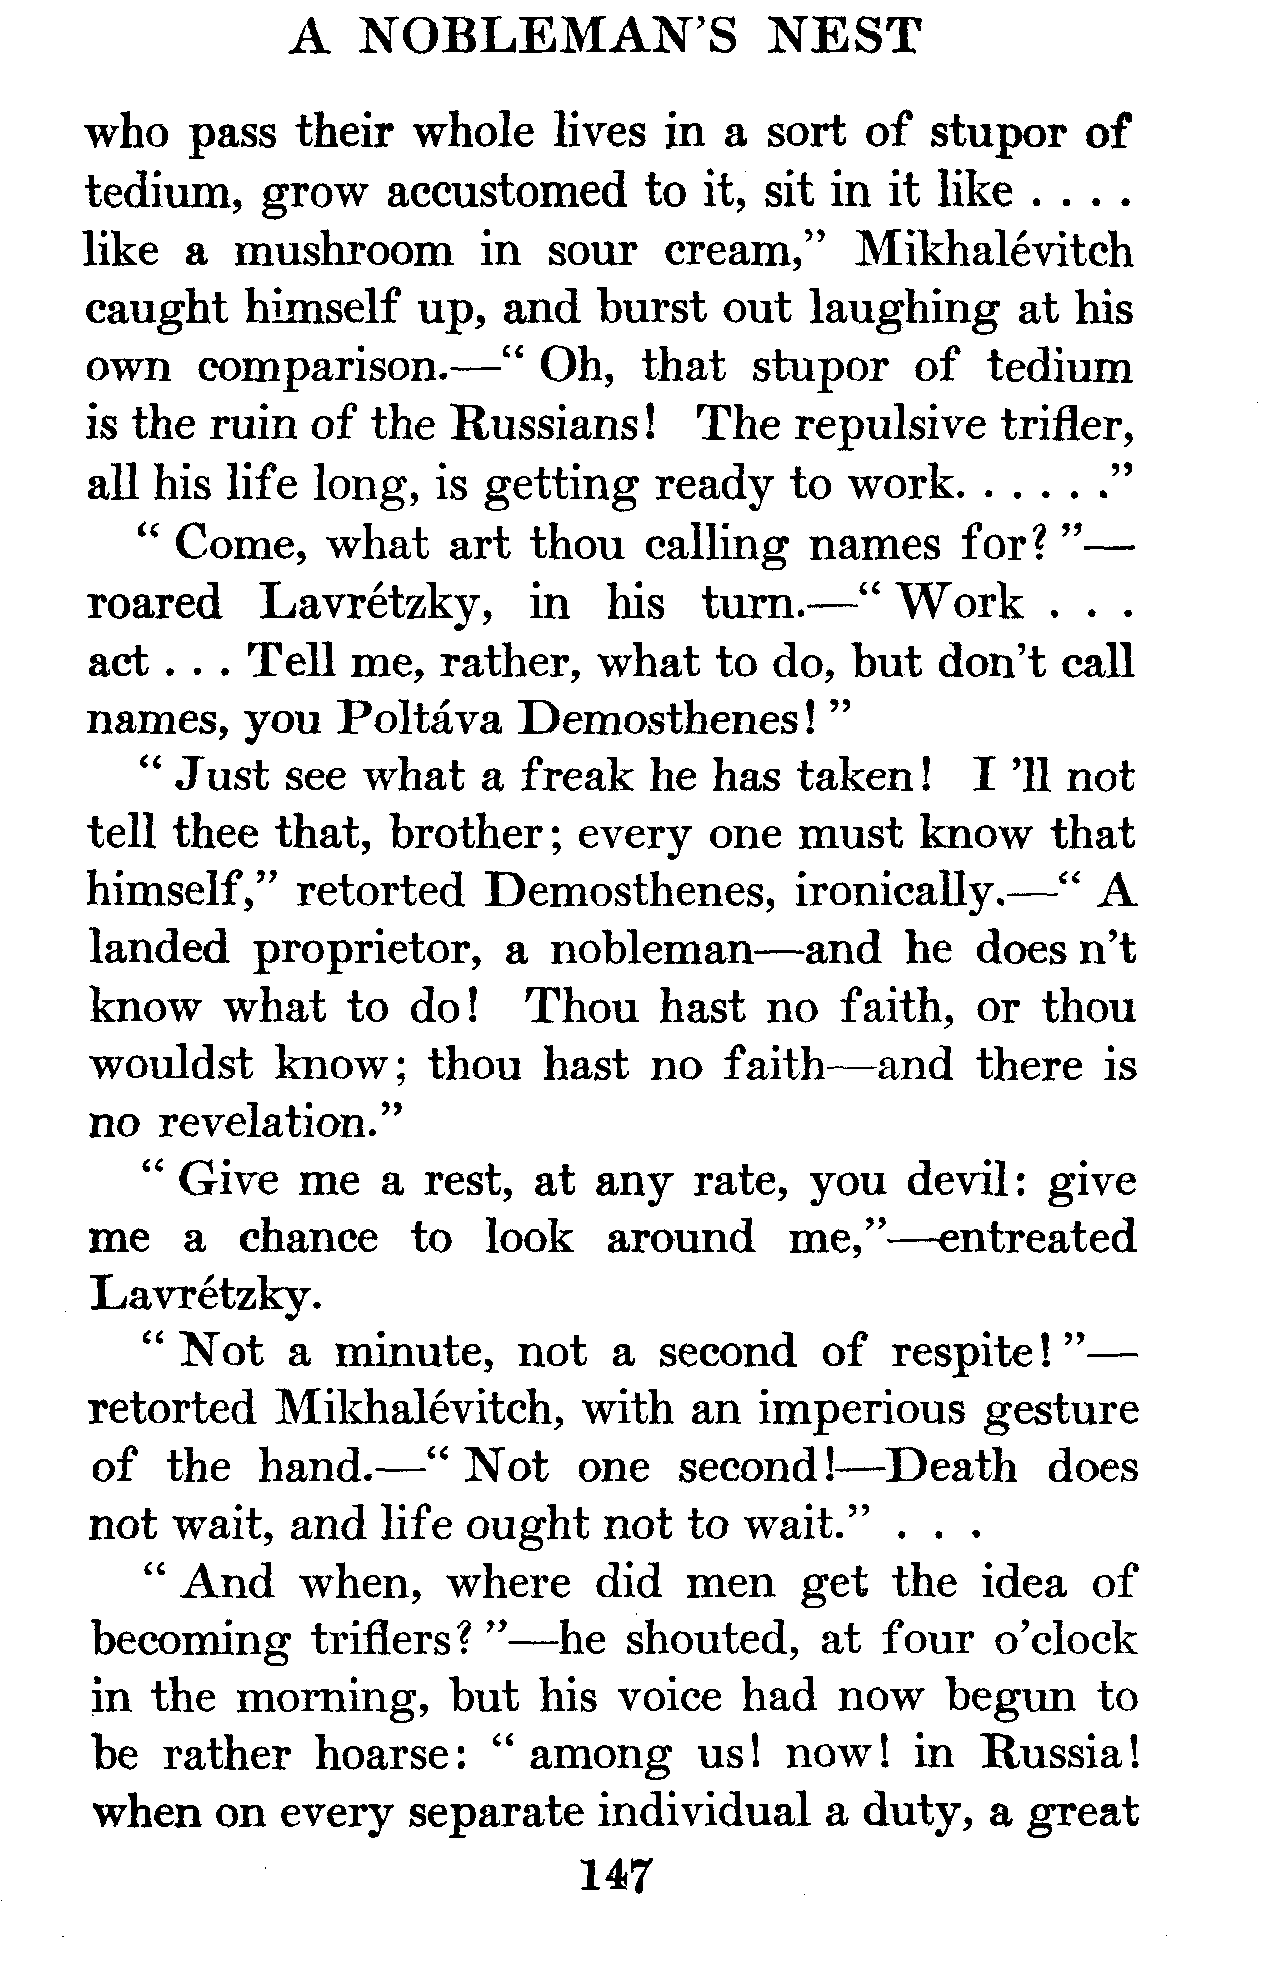 A NOBLEMAN'S NEST
who pass their whole lives in a sort of stupor of
tedium, grow accustomed to it, sit in it like . . . .
like a mushroom in sour cream,” Mikhalévitch
caught himself up, and burst out laughing at his
own comparison.—“ Oh, that stupor of tedium
is the ruin of the Russians! The repulsive trifler,
all his life long, is getting ready to work. . . . . . .”
“ Come, what art thou calling names for? ”—
roared Lavrétzky, in his turn.—“ Work . . .
act . . . Tell me, rather, what to do, but don't call
names, you Poltáva Demosthenes! ”
“ Just see what a freak he has taken! I 'll not
tell thee that, brother; every one must know that
himself,” retorted Demosthenes, ironically.—“ A
landed proprietor, a nobleman—and he does n't
know what to do! Thou hast no faith, or thou
wouldst know; thou hast no faith—and there is
no revelation.”
“ Give me a rest, at any rate, you devil: give
me a chance to look around me,”—entreated
Lavrétzky.
“ Not a minute, not a second of respite! ”—
retorted Mikhalévitch, with an imperious gesture
of the hand.—“ Not one second!—Death does
not wait, and life ought not to wait.” . . .
“ And when, where did men get the idea of
becoming triflers? ”—he shouted, at four o'clock
in the morning, but his voice had now begun to
be rather hoarse: “ among us! now! in Russia!
when on every separate individual a duty, a great
147